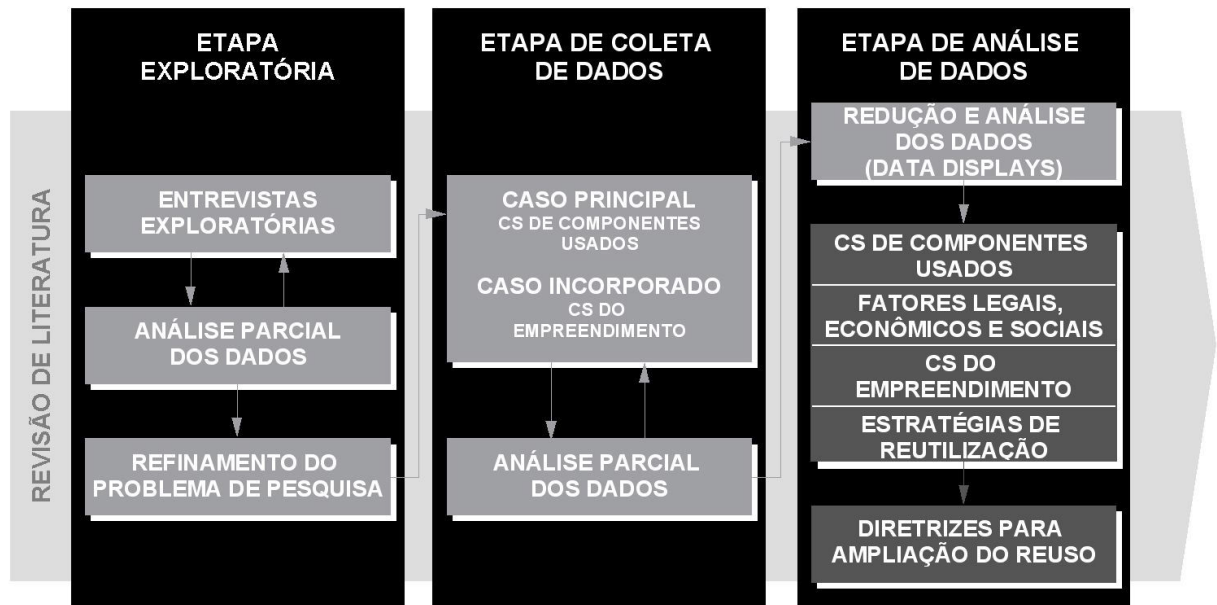 REVISÃO DE LITERATURA
ETAPA
EXPLORATÓRIA
ENTREVISTAS
EXPLORATÓRIAS
ANÁLISE PARCIAL
DOS DADOS
REFINAMENTO DO
PROBLEMA DE PESQUISA
ETAPA DE COLETA
DE DADOS
CASO PRINCIPAL
CS DE COMPONENTES
USADOS
CASO INCORPORADO
CS DO
EMPREENDIMENTO
ANÁLISE PARCIAL
DOS DADOS
ETAPA DE ANÁLISE
DE DADOS
REDUÇÃO E ANÁLISE
DOS DADOS
(DATA DISPLAYS)
CS DE COMPONENTES
USADOS
FATORES LEGAIS,
ECONÔMICOS E SOCIAIS
CS DO
EMPREENDIMENTO
ESTRATÉGIAS DE
REUTILIZAÇÃO
DIRETRIZES PARA
AMPLIAÇÃO DO REUSO